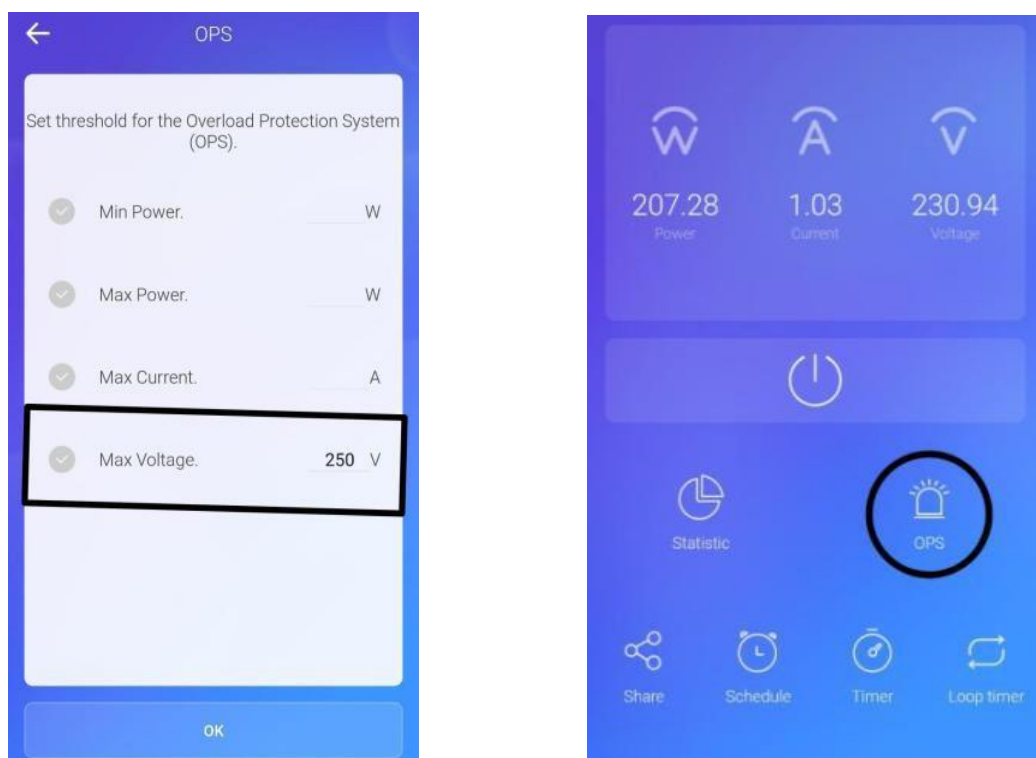 OPS
Set threshold for the Overload Protection System
(OPS).
Min Power. W
Max Power. W
Max Current. A
Max Voltage. 250 V
OK
W A V
207.28 1.03 230.94
Power Current Voltage
Statistic OPS
Share Schedule Timer Loop timer